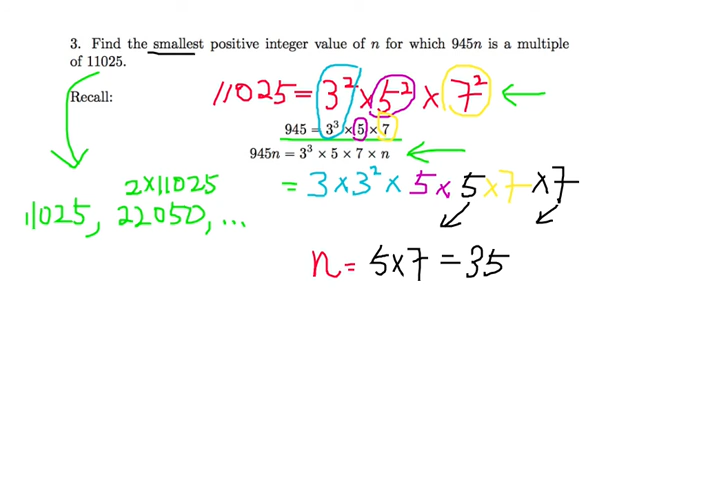 3. Find the smallest positive integer value of n for which 945n is a multiple
of 11025.
Recall:
11025 = 3² × 5² × 7²
945 = 3³ × 5 × 7
945n = 3³ × 5 × 7 × n
= 3 × 3² × 5 × 5 × 7 × 7
2×11025
11025, 22050, ...
n = 5×7 = 35